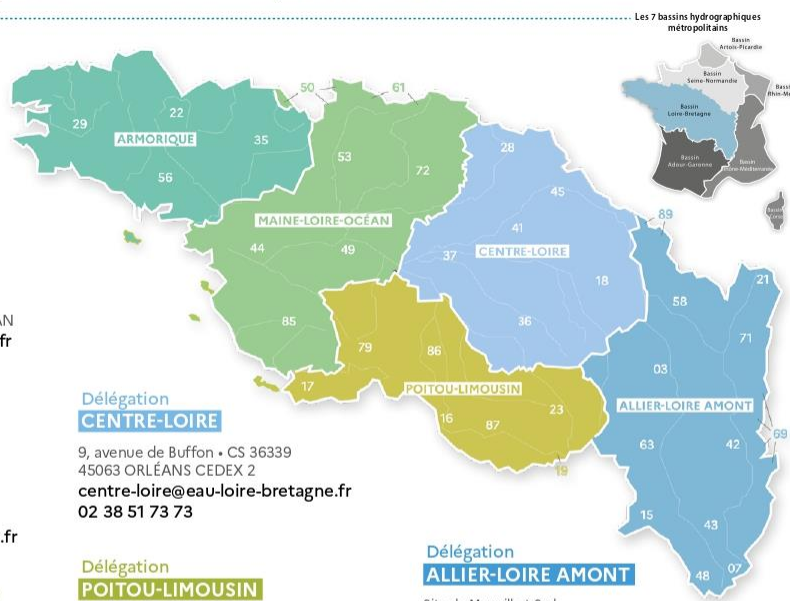 Les 7 bassins hydrographiques
métropolitains
Bassin
Artois-Picardie
Bassin
Seine-Normandie
Bassin
Loire-Bretagne
Bassin
Adour-Garonne
Bassin
50
61
22
29
35
ARMORIQUE
56
28
53
72
45
89
MAINE-LOIRE-OCÉAN
41
44
49
37
CENTRE-LOIRE
18
21
58
85
36
71
79
86
03
17
POITOU-LIMOUSIN
16
87
23
19
ALLIER-LOIRE AMONT
69
63
42
15
43
48
07
AN
fr
.fr
Délégation
CENTRE-LOIRE
9, avenue de Buffon • CS 36339
45063 ORLÉANS CEDEX 2
centre-loire@eau-loire-bretagne.fr
02 38 51 73 73
Délégation
POITOU-LIMOUSIN
Délégation
ALLIER-LOIRE AMONT